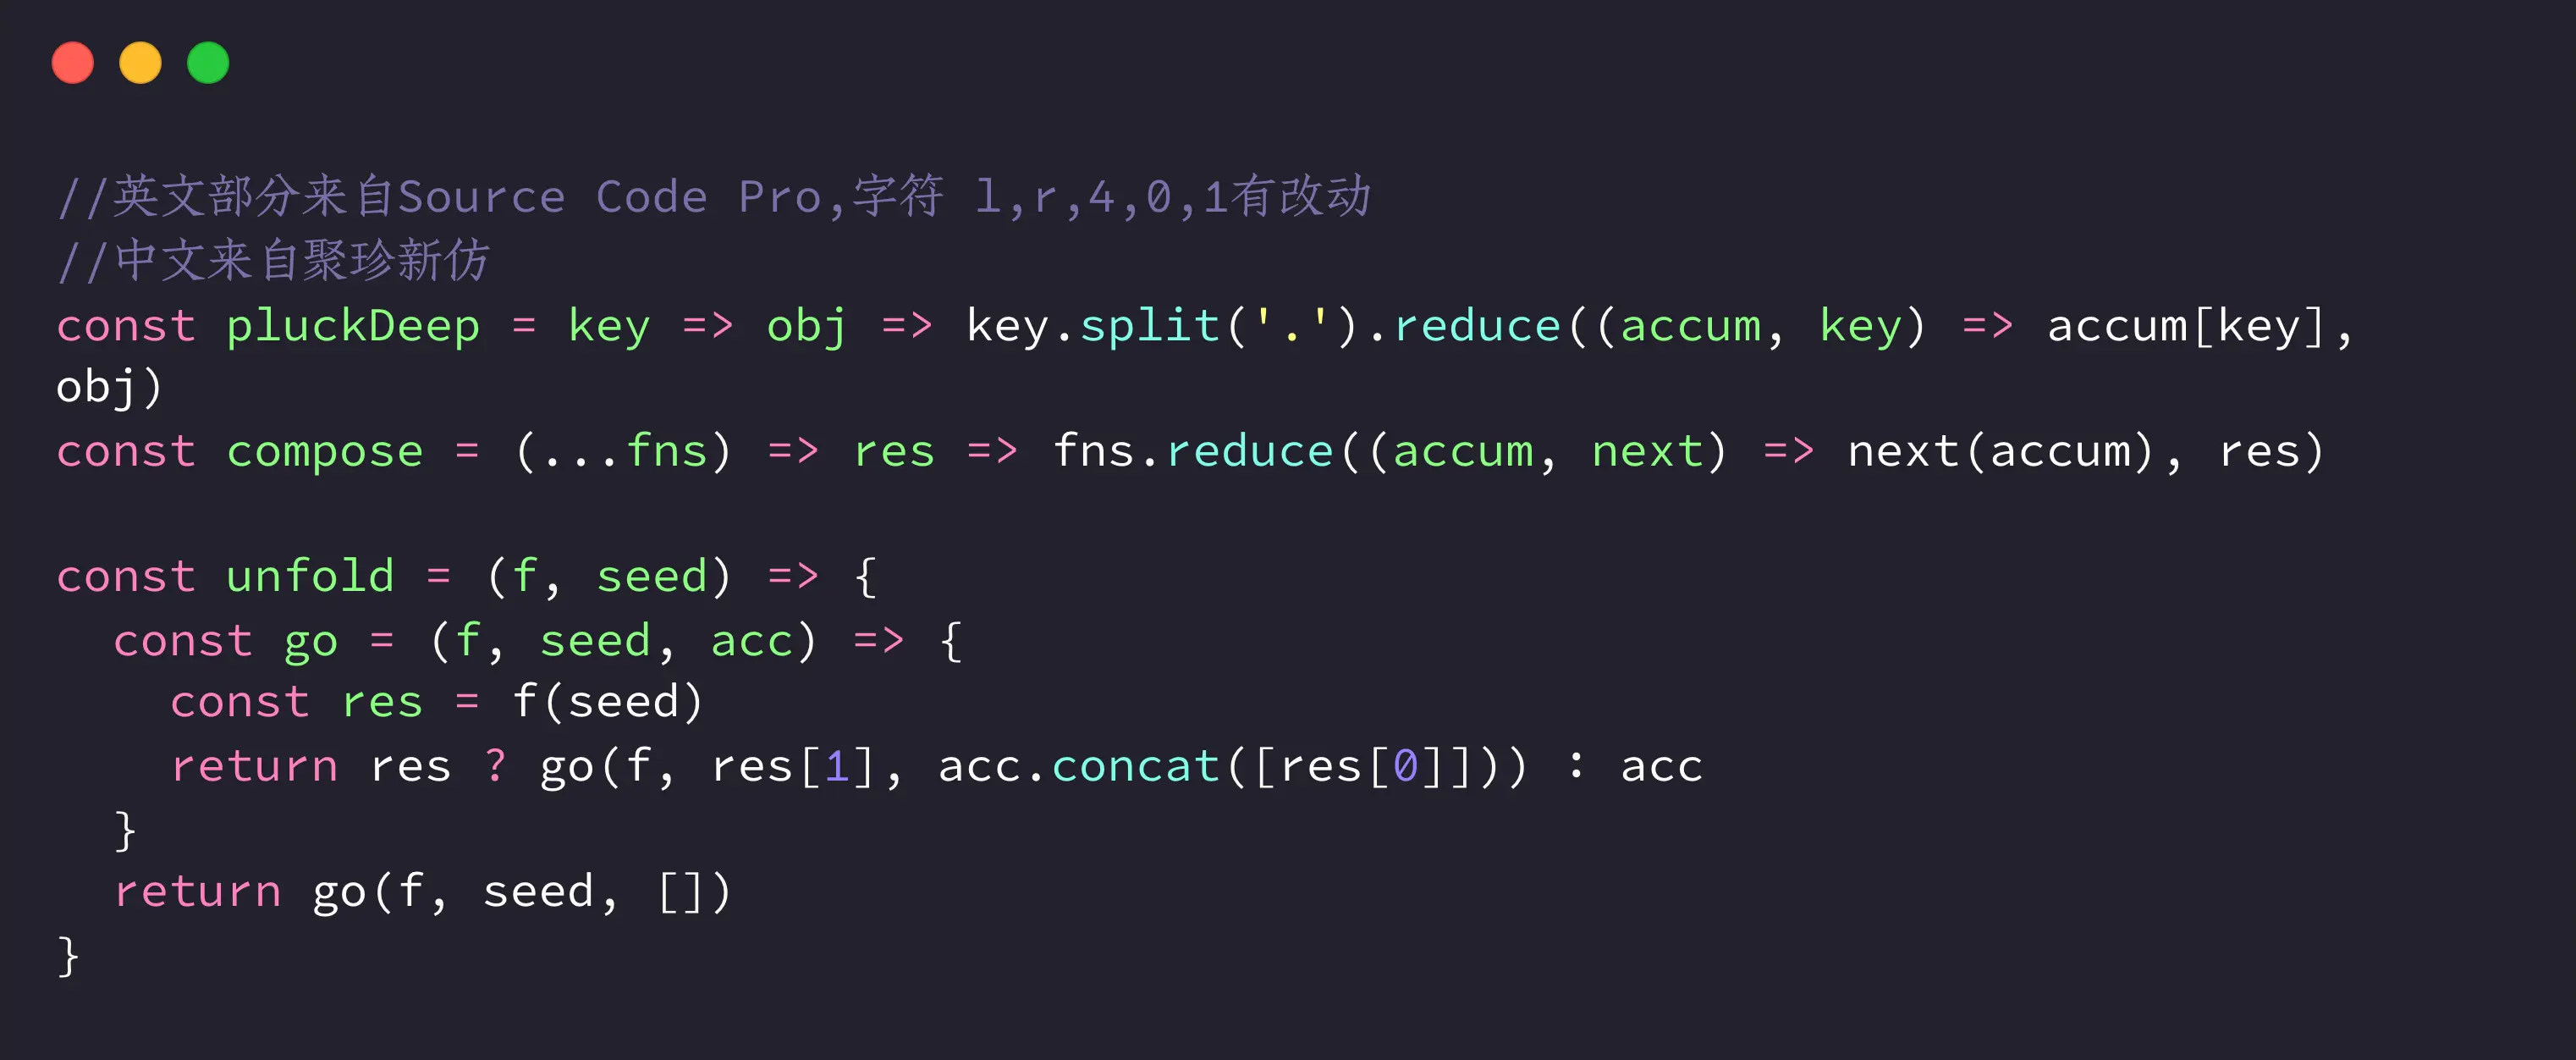 //英文部分来自Source Code Pro,字符 l,r,4,0,1有改动
//中文来自聚珍新仿
const pluckDeep = key => obj => key.split('.').reduce((accum, key) => accum[key],
obj)
const compose = (...fns) => res => fns.reduce((accum, next) => next(accum), res)

const unfold = (f, seed) => {
  const go = (f, seed, acc) => {
    const res = f(seed)
    return res ? go(f, res[1], acc.concat([res[0]])) : acc
  }
  return go(f, seed, [])
}